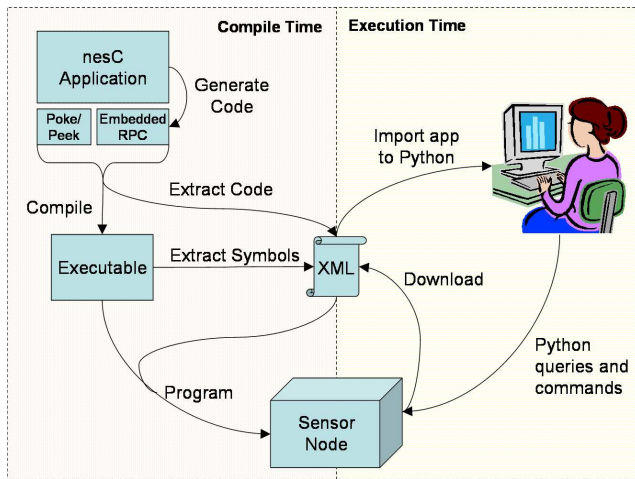 Compile Time
Execution Time
nesC
Application
Generate
Code
Poke/
Peek
Embedded
RPC
Import app
to Python
Extract Code
Compile
Executable
Extract Symbols
XML
Download
Program
Python
queries and
commands
Sensor
Node